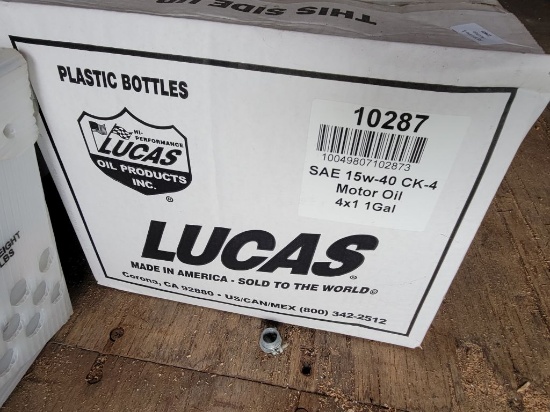 THIS SIDE UP
PLASTIC BOTTLES
HI-
PERFORMANCE
LUCAS
OIL PRODUCTS
INC.
®
10287
10049807102873
SAE 15w-40 CK-4
Motor Oil
4x1 1Gal
LUCAS®
MADE IN AMERICA - SOLD TO THE WORLD©
Corona, CA 92880 - US/CAN/MEX (800) 342-2512
EIGHT
LBS